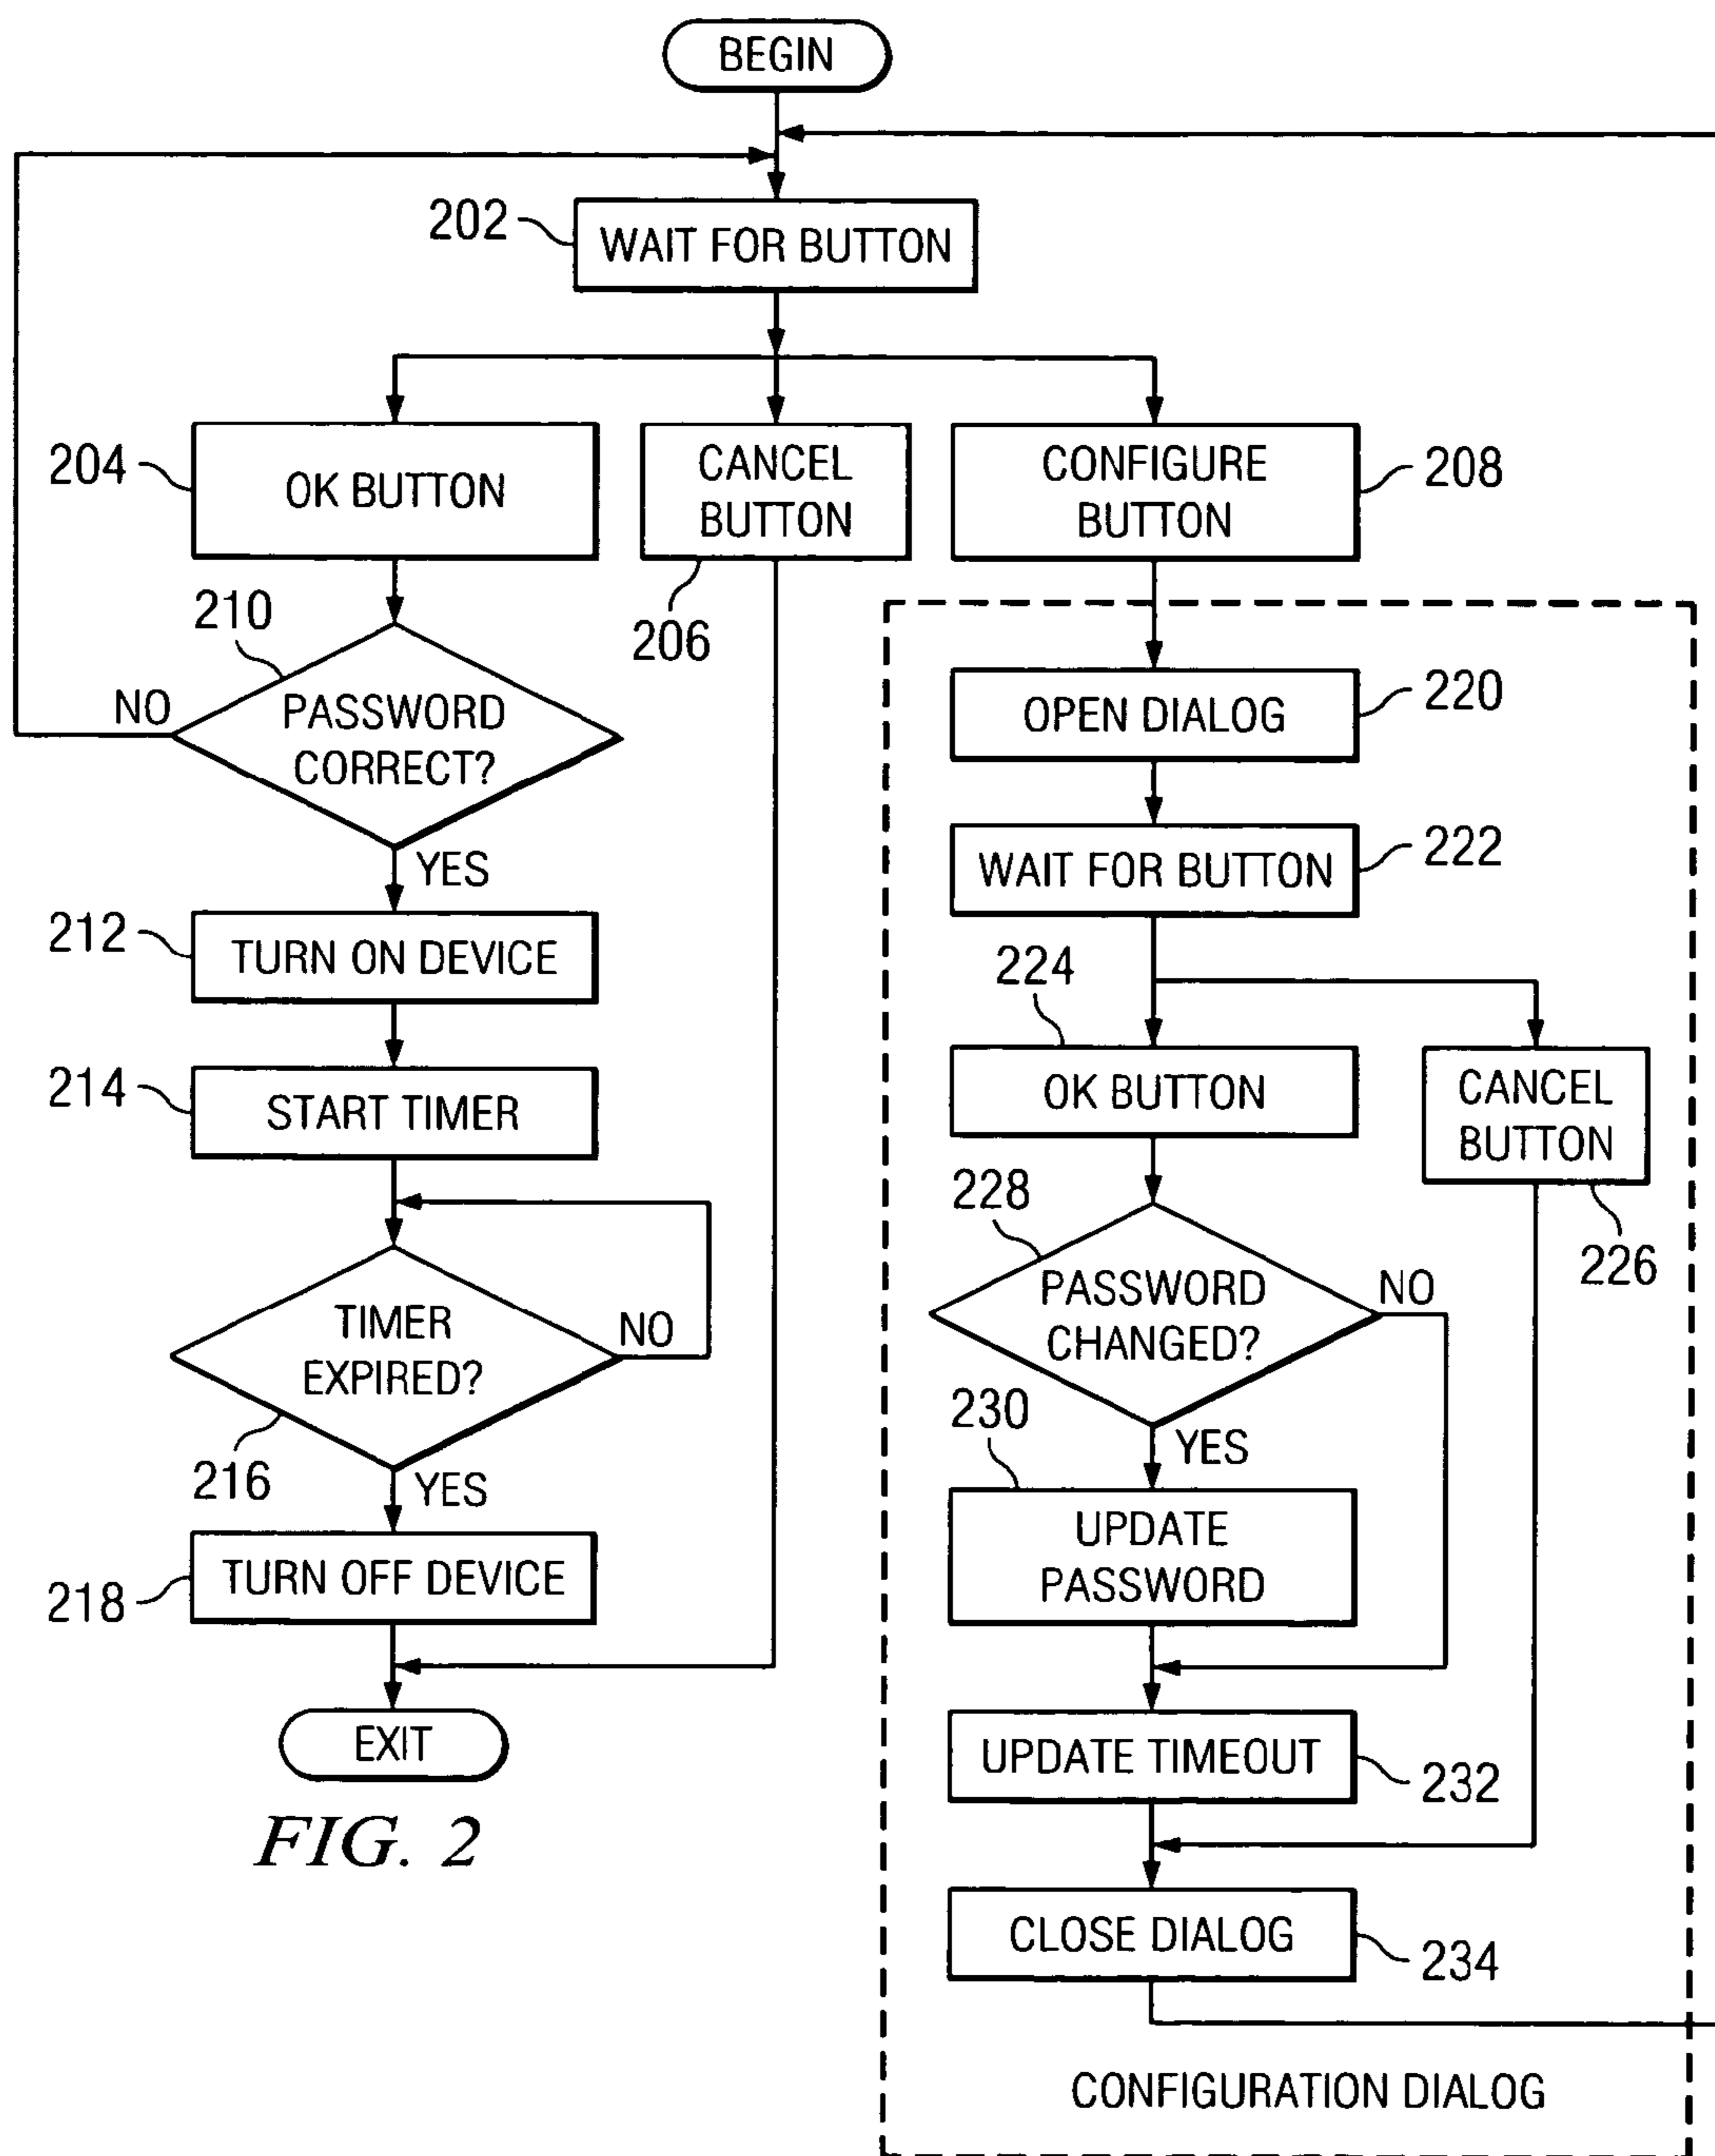 BEGIN
202
WAIT FOR BUTTON
204
OK BUTTON
CANCEL
BUTTON
206
CONFIGURE
BUTTON
208
210
NO
PASSWORD
CORRECT?
YES
212
TURN ON DEVICE
214
START TIMER
TIMER
EXPIRED?
NO
216
YES
218
TURN OFF DEVICE
EXIT
FIG. 2
OPEN DIALOG
220
WAIT FOR BUTTON
222
224
OK BUTTON
CANCEL
BUTTON
226
228
PASSWORD
CHANGED?
NO
230
YES
UPDATE
PASSWORD
UPDATE TIMEOUT
232
CLOSE DIALOG
234
CONFIGURATION DIALOG